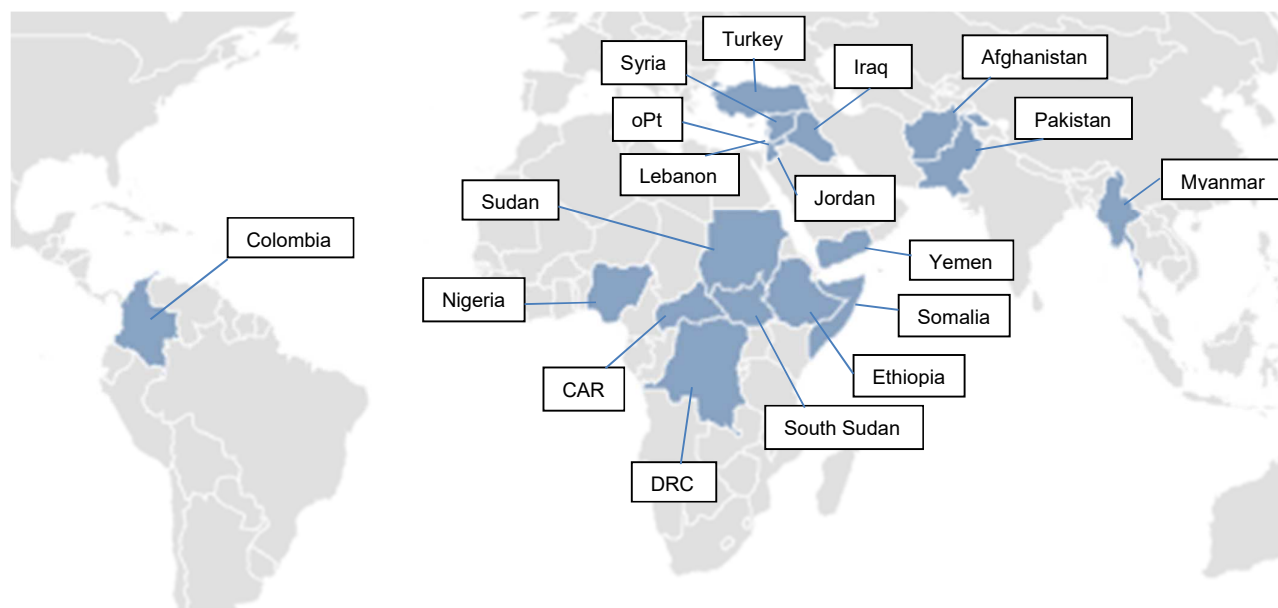 Turkey
Syria
Iraq
Afghanistan
oPt
Pakistan
Lebanon
Myanmar
Sudan
Jordan
Colombia
Yemen
Nigeria
Somalia
CAR
Ethiopia
South Sudan
DRC